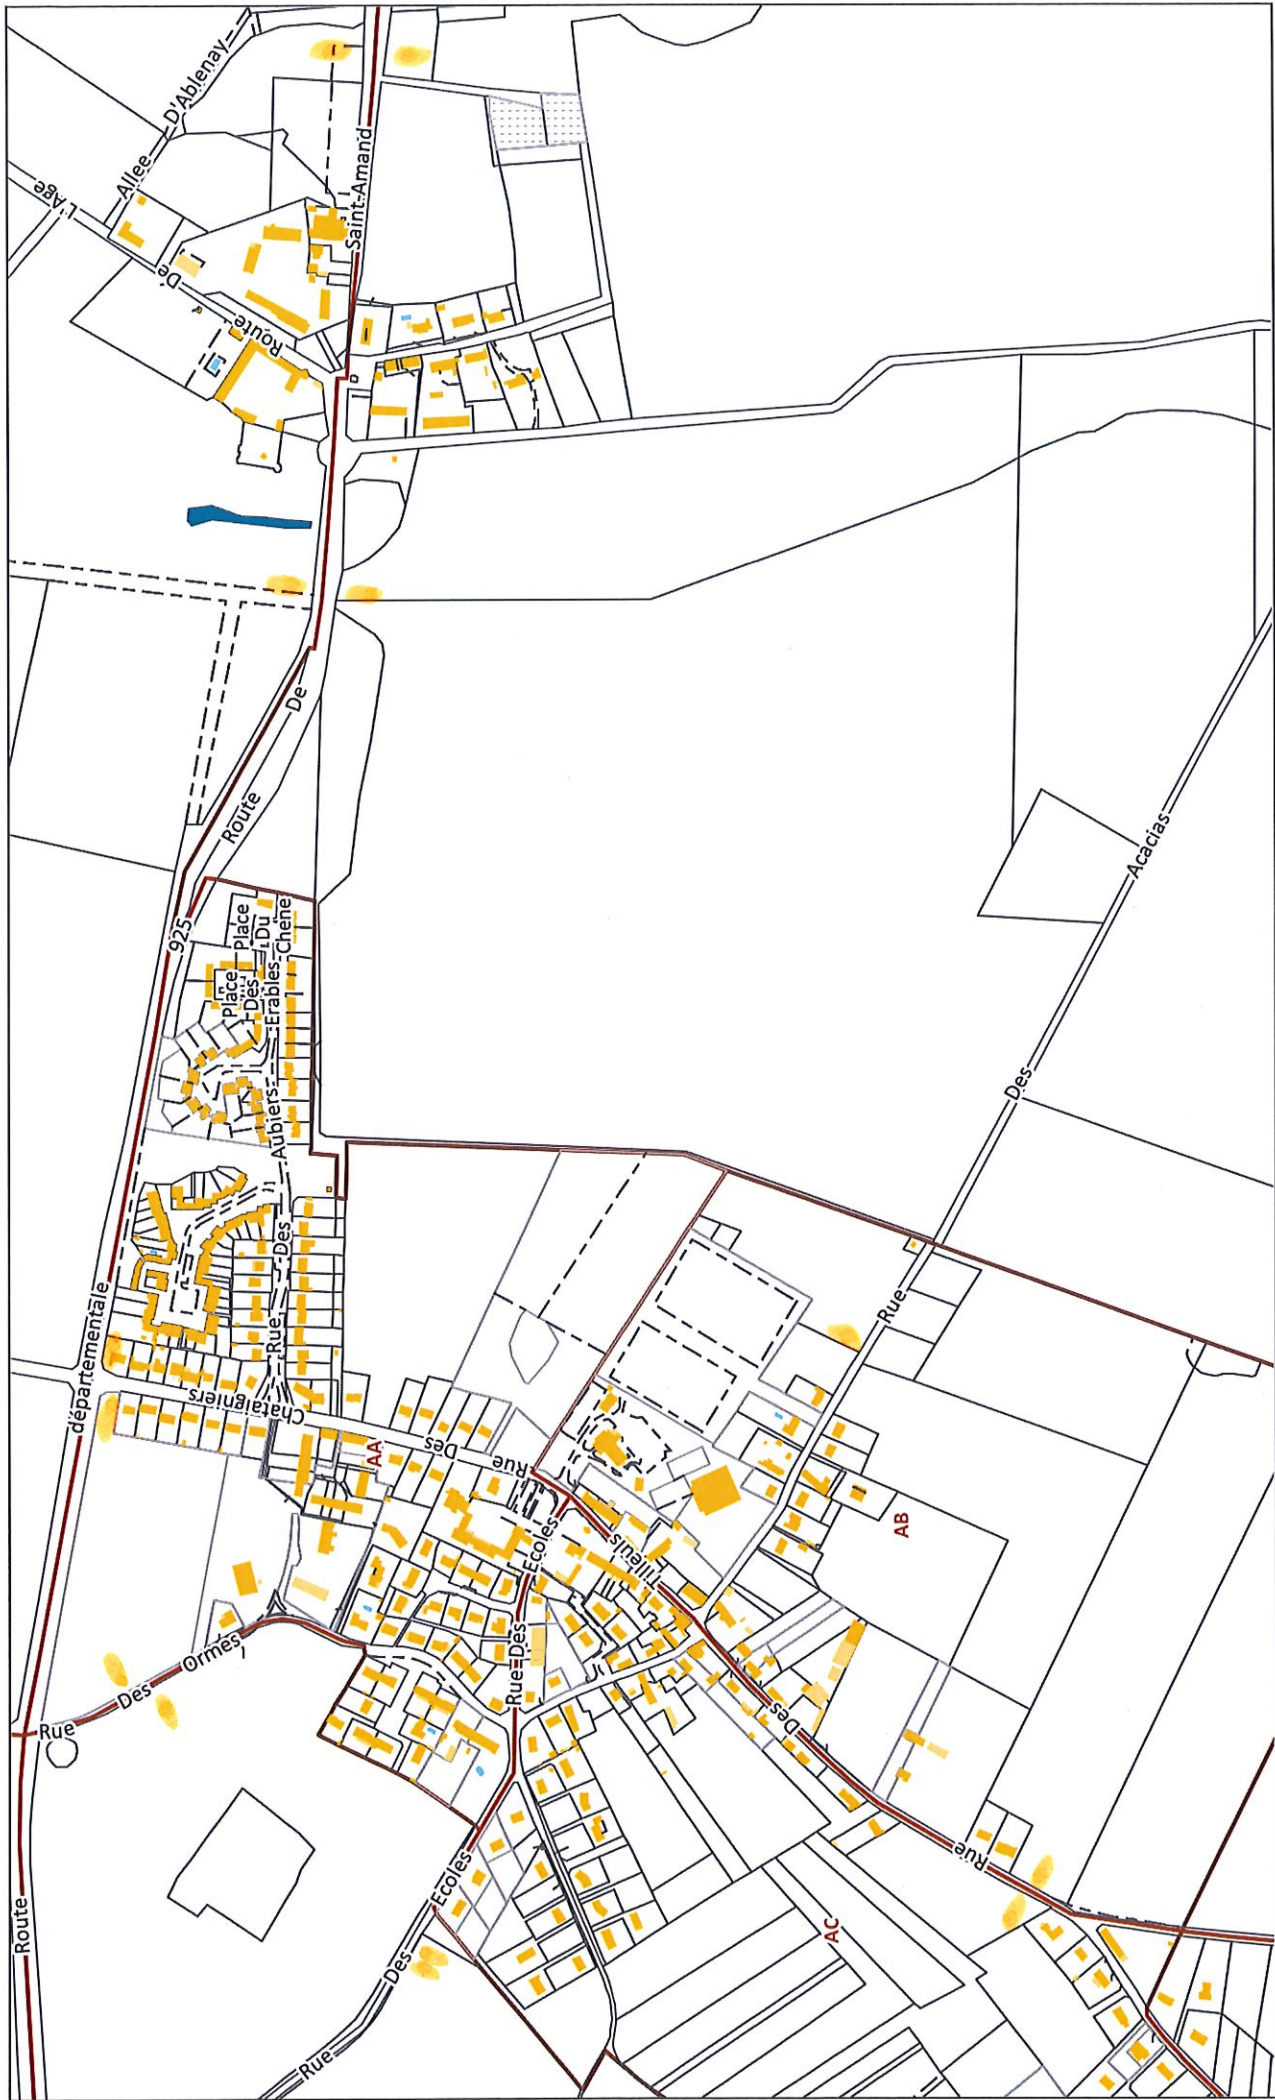 L'Age
De
Route
Allee
D'Ablenay
Saint-Amand
De
Route
925
Place
Du
Chene
Place
Des
Erables
Aubiers
Des
Rue
départementale
Chataigniers
Des
Rue
AA
Acacias
Des
Rue
AB
Ecoles
Tilleuls
Rue Des
Des
Rue
Ormes
Des
Rue
Route
Ecoles
Des
Rue
AC